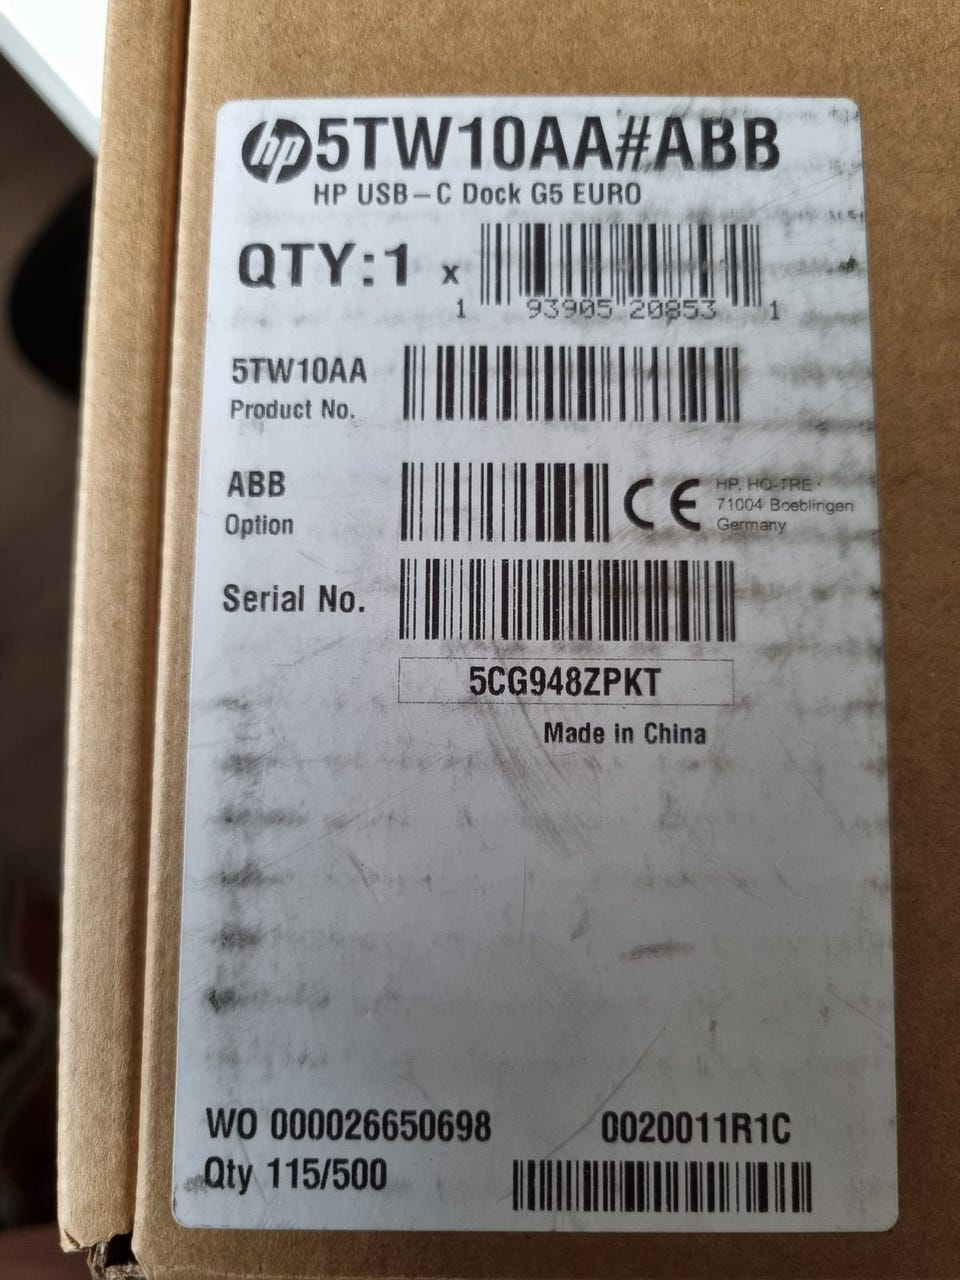 hp 5TW10AA#ABB
HP USB-C Dock G5 EURO
QTY:1 x
1 93905 20853 1
5TW10AA
Product No.
ABB
Option
CE
HP, HQ-TRE
71004 Boeblingen
Germany
Serial No.
5CG948ZPKT
Made in China
WO 000026650698
0020011R1C
Qty 115/500